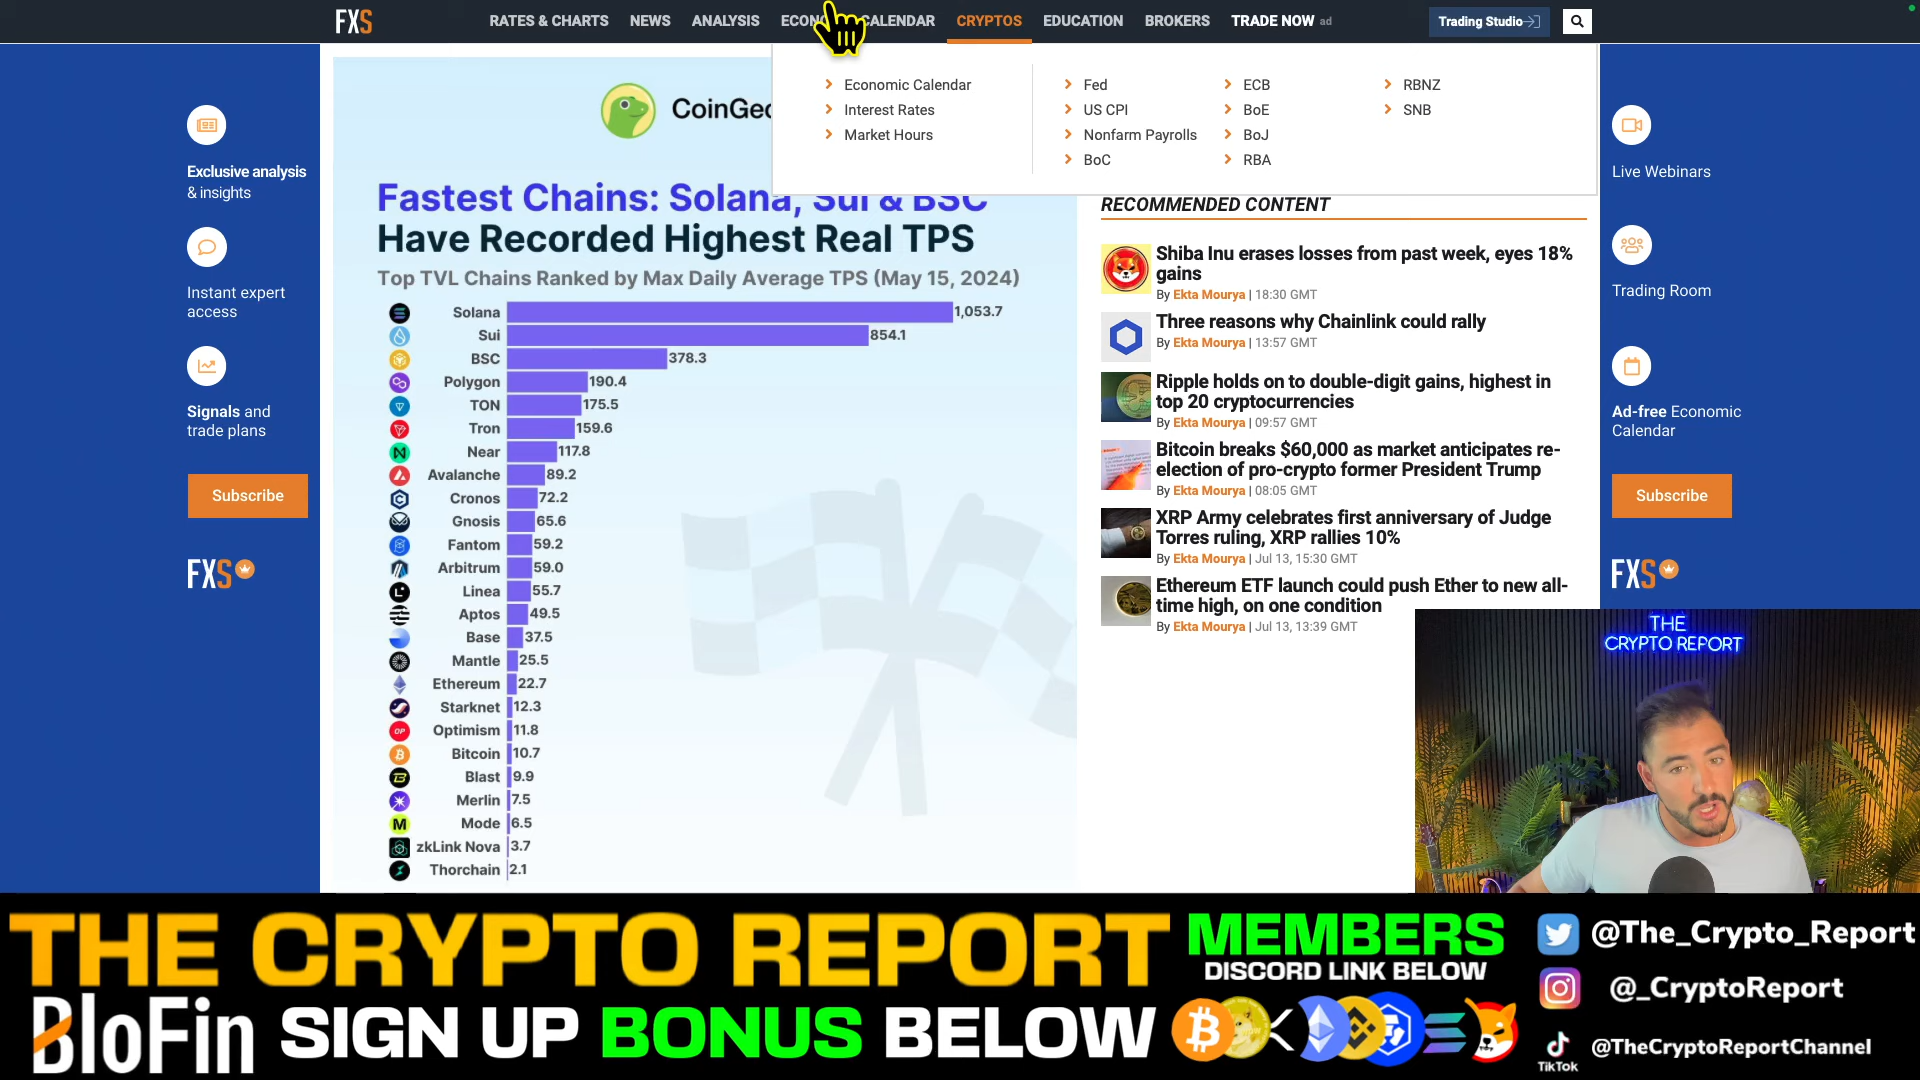 FXS
RATES & CHARTS
NEWS
ANALYSIS
CALENDAR
CRYPTOS
EDUCATION
BROKERS
TRADE NOW ad
Trading Studio
Economic Calendar
Interest Rates
Market Hours
Fed
US CPI
Nonfarm Payrolls
BoC
ECB
BoE
BoJ
RBA
RBNZ
SNB
Exclusive analysis
& insights
Instant expert
access
Signals and
trade plans
Subscribe
FXS
Fastest Chains: Solana, Sui & BSC
Have Recorded Highest Real TPS
Top TVL Chains Ranked by Max Daily Average TPS (May 15, 2024)
Solana 1,053.7
Sui 854.1
BSC 378.3
Polygon 190.4
TON 175.5
Tron 159.6
Near 117.8
Avalanche 89.2
Cronos 72.2
Gnosis 65.6
Fantom 59.2
Arbitrum 59.0
Linea 55.7
Aptos 49.5
Base 37.5
Mantle 25.5
Ethereum 22.7
Starknet 12.3
Optimism 11.8
Bitcoin 10.7
Blast 9.9
Merlin 7.5
Mode 6.5
zkLink Nova 3.7
Thorchain 2.1
RECOMMENDED CONTENT
Shiba Inu erases losses from past week, eyes 18%
gains
By Ekta Mourya | 18:30 GMT
Three reasons why Chainlink could rally
By Ekta Mourya | 13:57 GMT
Ripple holds on to double-digit gains, highest in
top 20 cryptocurrencies
By Ekta Mourya | 09:57 GMT
Bitcoin breaks $60,000 as market anticipates re-
election of pro-crypto former President Trump
By Ekta Mourya | 08:05 GMT
XRP Army celebrates first anniversary of Judge
Torres ruling, XRP rallies 10%
By Ekta Mourya | Jul 13, 15:30 GMT
Ethereum ETF launch could push Ether to new all-
time high, on one condition
By Ekta Mourya | Jul 13, 13:39 GMT
Live Webinars
Trading Room
Ad-free Economic
Calendar
Subscribe
FXS
THE
CRYPTO REPORT
THE CRYPTO REPORT
BloFin SIGN UP BONUS BELOW
MEMBERS
DISCORD LINK BELOW
@The_Crypto_Report
@_CryptoReport
TikTok
@TheCryptoReportChannel